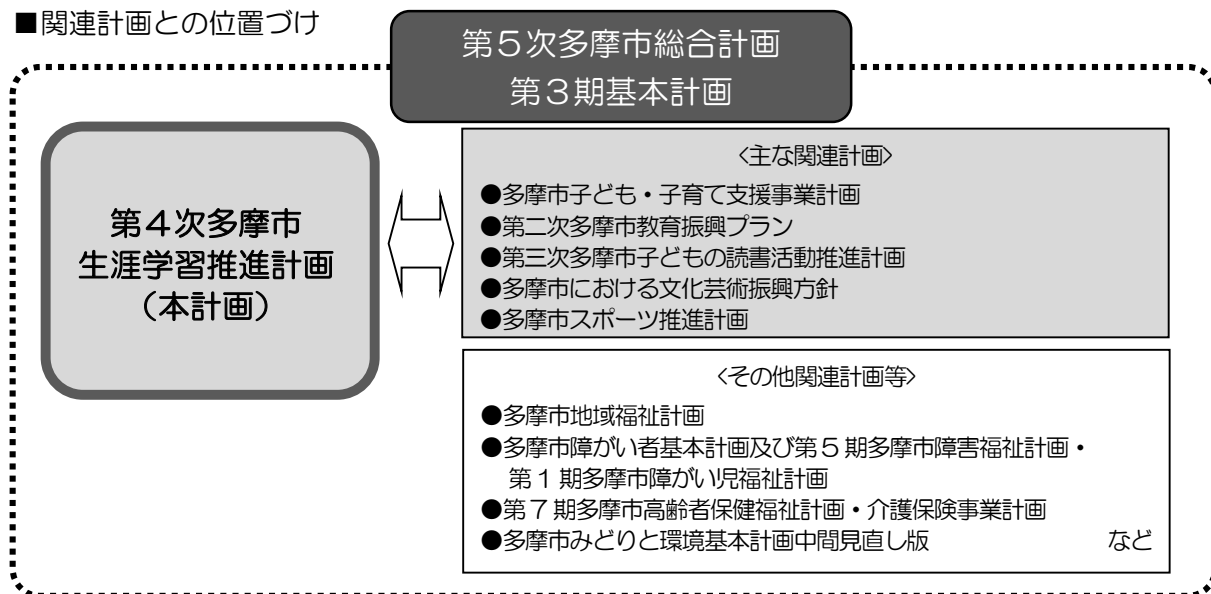 ■関連計画との位置づけ
第５次多摩市総合計画
第３期基本計画
第４次多摩市
生涯学習推進計画
（本計画）
<主な関連計画>
●多摩市子ども・子育て支援事業計画
●第二次多摩市教育振興プラン
●第三次多摩市子どもの読書活動推進計画
●多摩市における文化芸術振興方針
●多摩市スポーツ推進計画
<その他関連計画等>
●多摩市地域福祉計画
●多摩市障がい者基本計画及び第５期多摩市障害福祉計画・
第１期多摩市障がい児福祉計画
●第７期多摩市高齢者保健福祉計画・介護保険事業計画
●多摩市みどりと環境基本計画中間見直し版　など